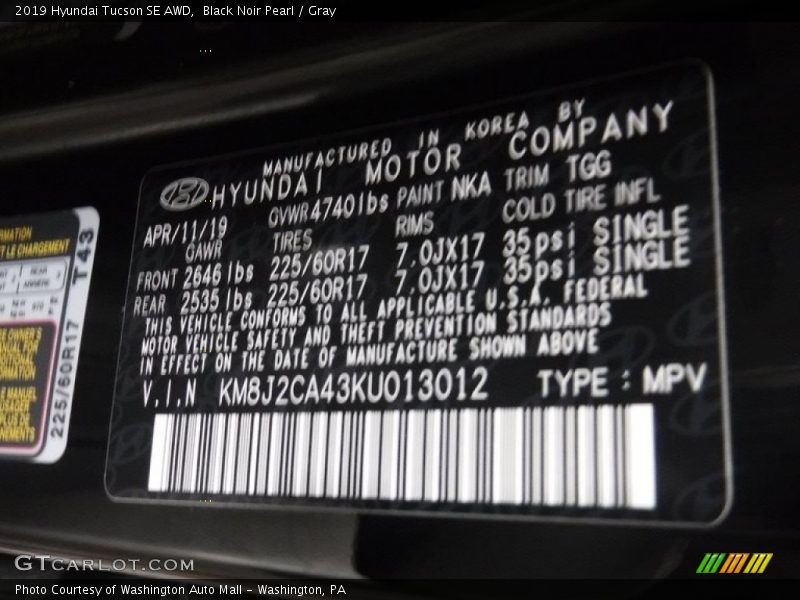 2019 Hyundai Tucson SE AWD, Black Noir Pearl / Gray
MANUFACTURED IN KOREA BY
HYUNDAI MOTOR COMPANY
APR/11/19 GVWR 4740 lbs PAINT NKA TRIM TGG
GAWR TIRES RIMS COLD TIRE INFL
FRONT 2646 lbs 225/60R17 7.0JX17 35psi SINGLE
REAR 2535 lbs 225/60R17 7.0JX17 35psi SINGLE
THIS VEHICLE CONFORMS TO ALL APPLICABLE U.S.A. FEDERAL
MOTOR VEHICLE SAFETY AND THEFT PREVENTION STANDARDS
IN EFFECT ON THE DATE OF MANUFACTURE SHOWN ABOVE
V.I.N KM8J2CA43KU013012 TYPE : MPV
LE CHARGEMENT
T43
REAR
225/60R17
GTCARLOT.COM
Photo Courtesy of Washington Auto Mall - Washington, PA